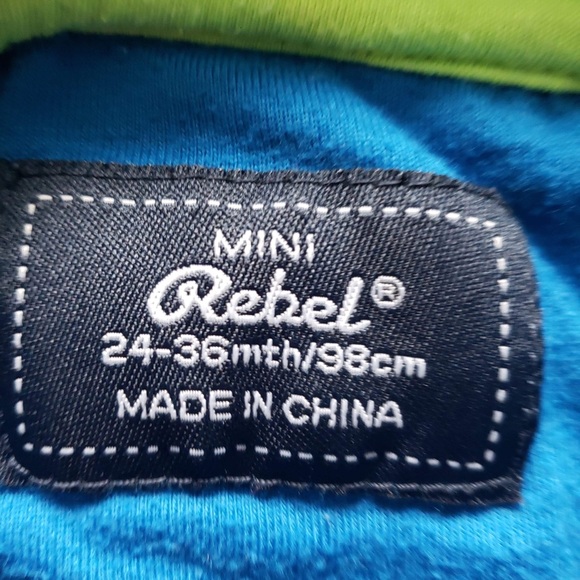 MINi
Rebel®
24-36mth/98cm
MADE IN CHINA